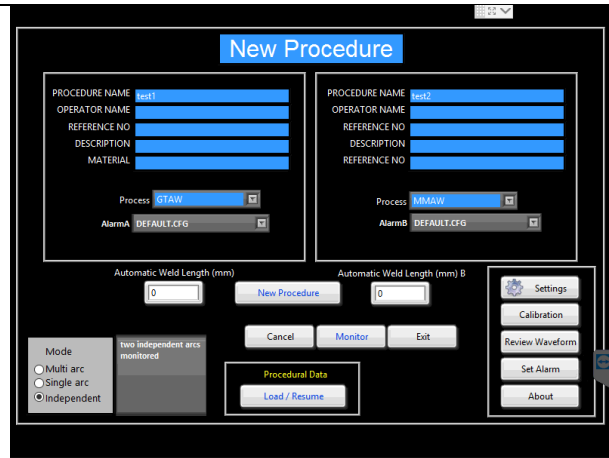 New Procedure
PROCEDURE NAME test1
OPERATOR NAME
REFERENCE NO
DESCRIPTION
MATERIAL
Process GTAW
AlarmA DEFAULT.CFG
PROCEDURE NAME test2
OPERATOR NAME
REFERENCE NO
DESCRIPTION
REFERENCE NO
Process MMAW
AlarmB DEFAULT.CFG
Automatic Weld Length (mm)
0
New Procedure
Automatic Weld Length (mm) B
0
Cancel
Monitor
Exit
Mode
Multi arc
Single arc
Independent
two independent arcs
monitored
Procedural Data
Load / Resume
Settings
Calibration
Review Waveform
Set Alarm
About